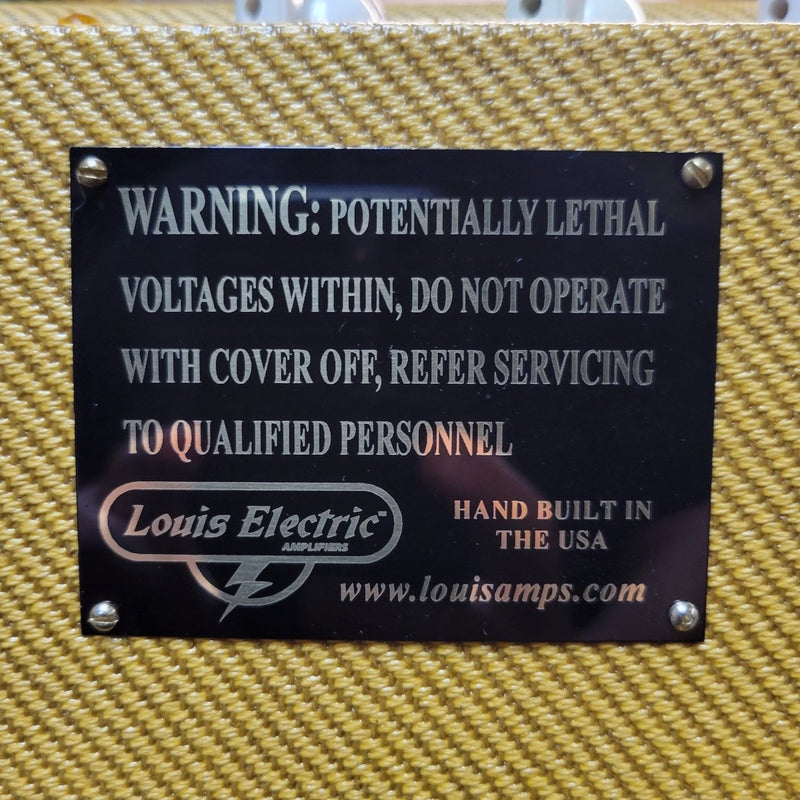 WARNING: POTENTIALLY LETHAL
VOLTAGES WITHIN, DO NOT OPERATE
WITH COVER OFF, REFER SERVICING
TO QUALIFIED PERSONNEL
Louis Electric™
AMPLIFIERS
HAND BUILT IN
THE USA
www.louisamps.com